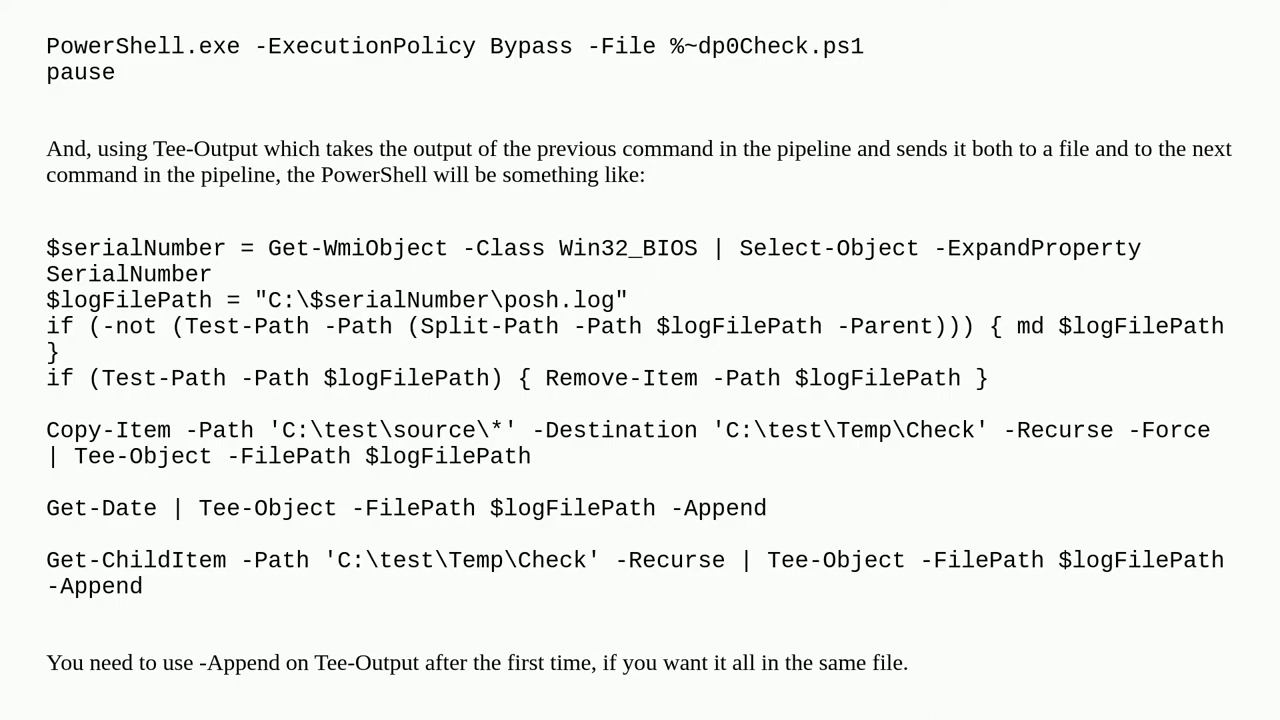 PowerShell.exe -ExecutionPolicy Bypass -File %~dp0Check.ps1
pause
And, using Tee-Output which takes the output of the previous command in the pipeline and sends it both to a file and to the next
command in the pipeline, the PowerShell will be something like:
$serialNumber = Get-WmiObject -Class Win32_BIOS | Select-Object -ExpandProperty
SerialNumber
$logFilePath = "C:\$serialNumber\posh.log"
if (-not (Test-Path -Path (Split-Path -Path $logFilePath -Parent))) { md $logFilePath
}
if (Test-Path -Path $logFilePath) { Remove-Item -Path $logFilePath }
Copy-Item -Path 'C:\test\source\*' -Destination 'C:\test\Temp\Check' -Recurse -Force
| Tee-Object -FilePath $logFilePath
Get-Date | Tee-Object -FilePath $logFilePath -Append
Get-ChildItem -Path 'C:\test\Temp\Check' -Recurse | Tee-Object -FilePath $logFilePath
-Append
You need to use -Append on Tee-Output after the first time, if you want it all in the same file.